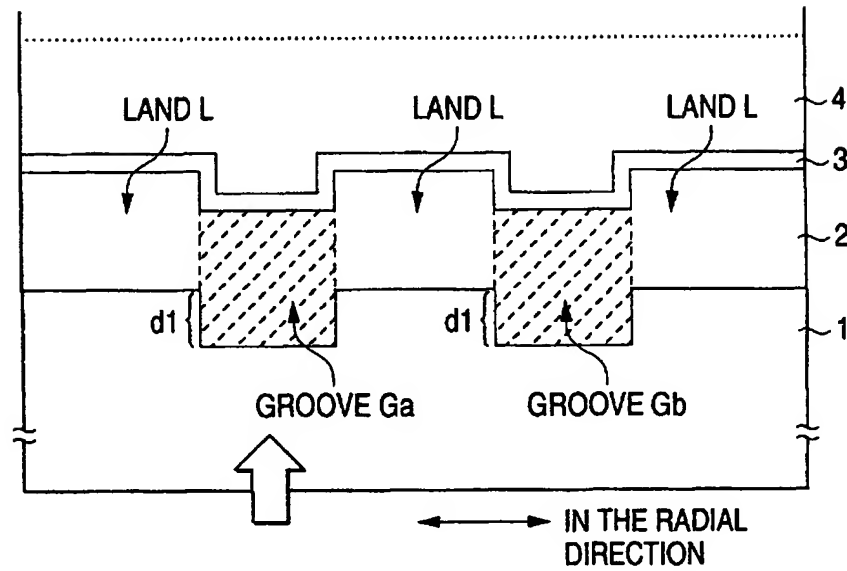 LAND L LAND L LAND L
4
3
2
d1 d1
1
GROOVE Ga GROOVE Gb
IN THE RADIAL
DIRECTION